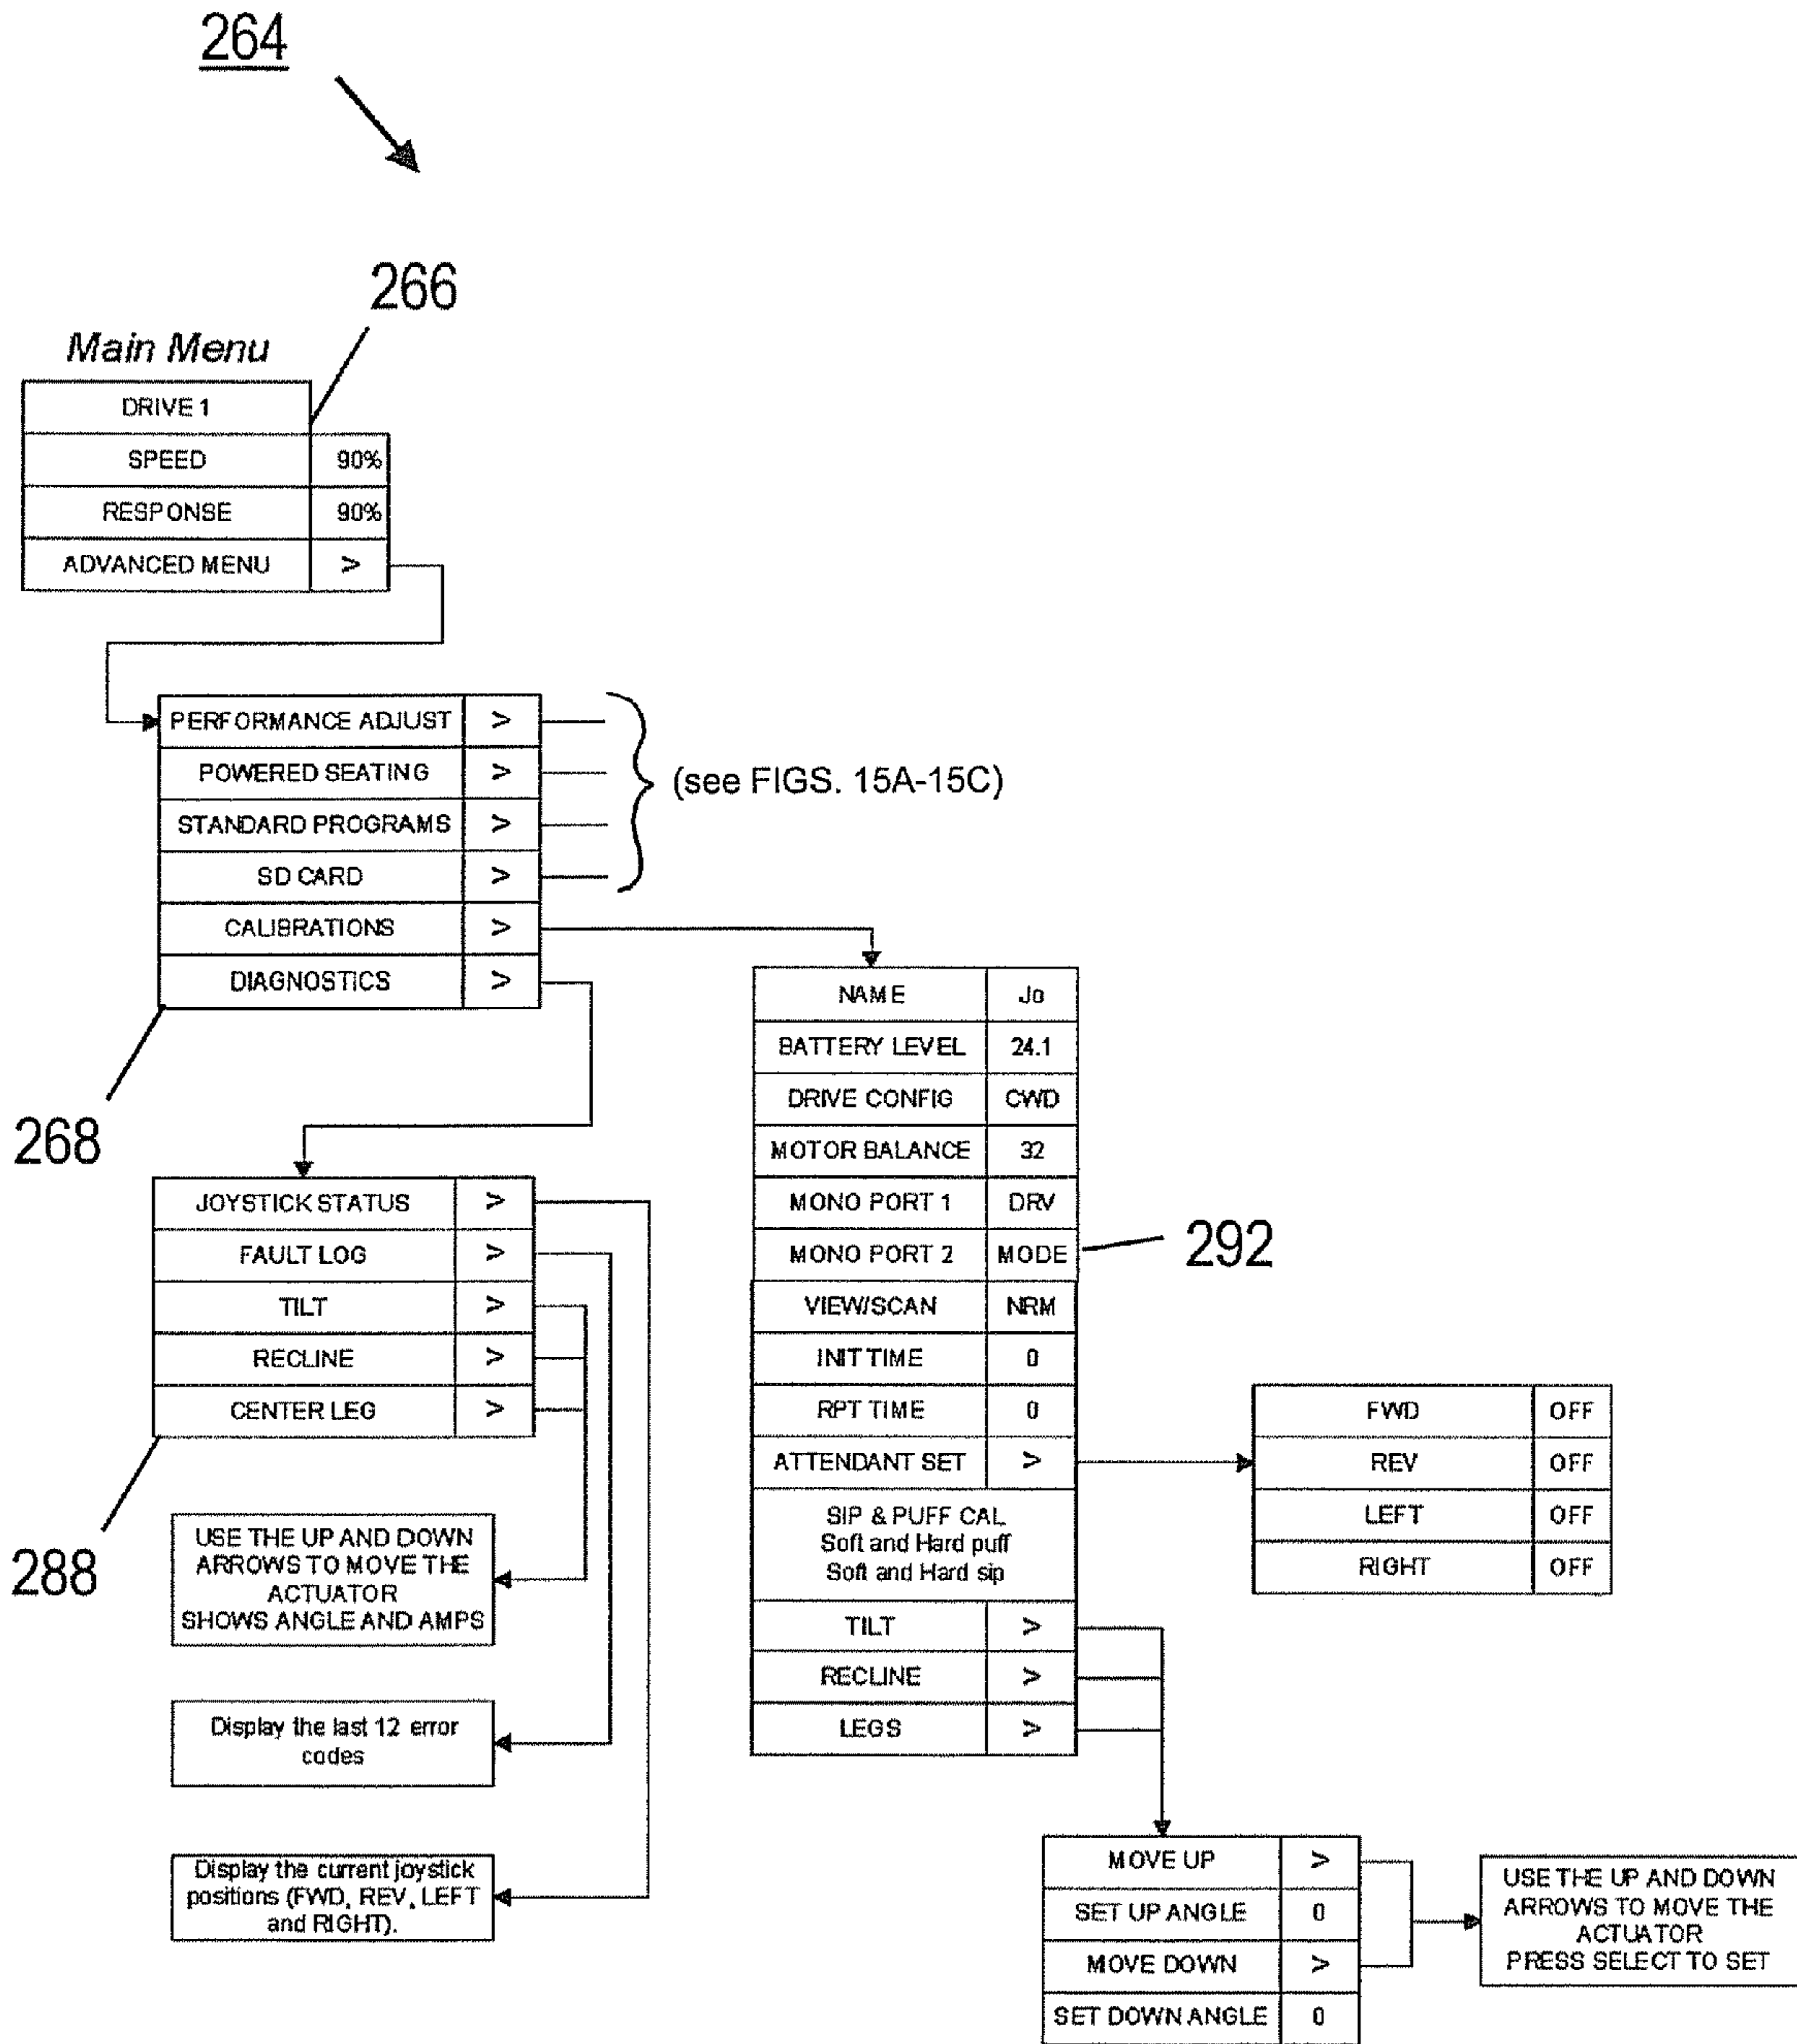 264
266
Main Menu
DRIVE 1
SPEED 90%
RESPONSE 90%
ADVANCED MENU >
PERFORMANCE ADJUST >
POWERED SEATING >
STANDARD PROGRAMS >
SD CARD >
CALIBRATIONS >
DIAGNOSTICS >
(see FIGS. 15A-15C)
268
JOYSTICK STATUS >
FAULT LOG >
TILT >
RECLINE >
CENTER LEG >
288
USE THE UP AND DOWN
ARROWS TO MOVE THE
ACTUATOR
SHOWS ANGLE AND AMPS
Display the last 12 error
codes
Display the current joystick
positions (FWD, REV, LEFT
and RIGHT).
NAME Jo
BATTERY LEVEL 24.1
DRIVE CONFIG CWD
MOTOR BALANCE 32
MONO PORT 1 DRV
MONO PORT 2 MODE
292
VIEW/SCAN NRM
INIT TIME 0
RPT TIME 0
ATTENDANT SET >
SIP & PUFF CAL
Soft and Hard puff
Soft and Hard sip
TILT >
RECLINE >
LEGS >
FWD OFF
REV OFF
LEFT OFF
RIGHT OFF
MOVE UP >
SET UP ANGLE 0
MOVE DOWN >
SET DOWN ANGLE 0
USE THE UP AND DOWN
ARROWS TO MOVE THE
ACTUATOR
PRESS SELECT TO SET